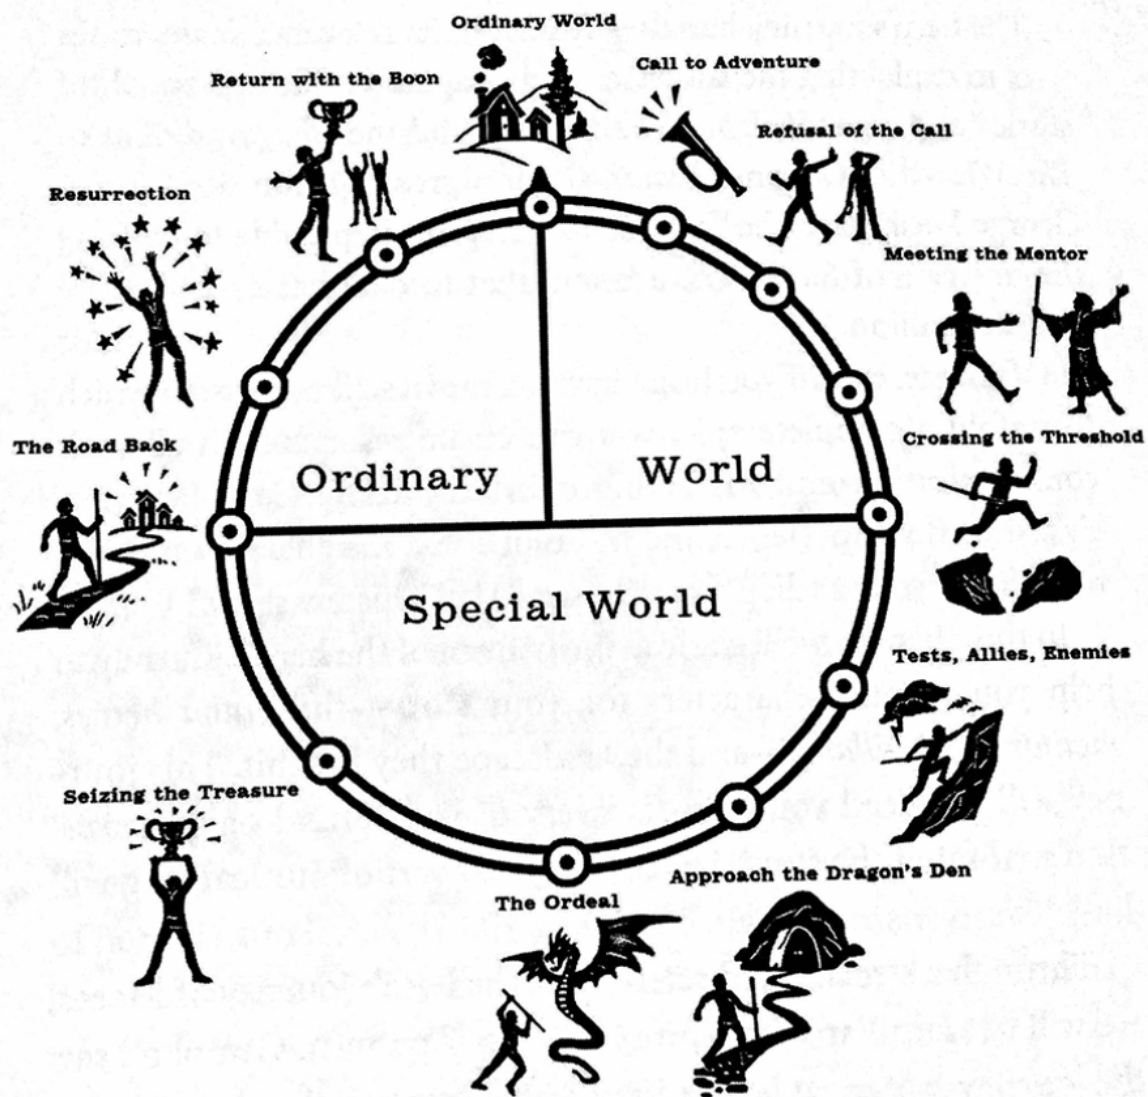 Ordinary World
Call to Adventure
Refusal of the Call
Meeting the Mentor
Crossing the Threshold
Tests, Allies, Enemies
Approach the Dragon's Den
The Ordeal
Seizing the Treasure
The Road Back
Resurrection
Return with the Boon
Ordinary World
Special World